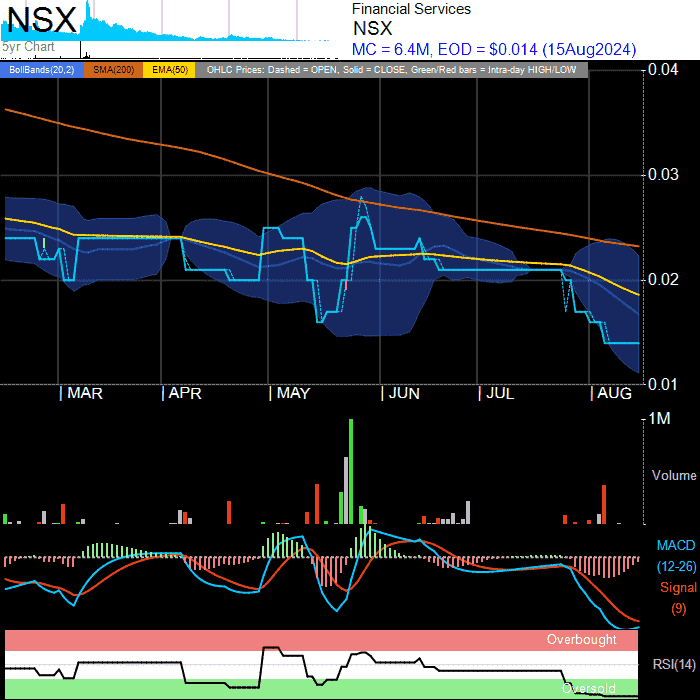 NSX
5yr Chart
Financial Services
NSX
MC = 6.4M, EOD = $0.014 (15Aug2024)
BollBands(20,2) SMA(200) EMA(50) OHLC Prices: Dashed = OPEN, Solid = CLOSE, Green/Red bars = Intra-day HIGH/LOW
0.04
0.03
0.02
0.01
MAR APR MAY JUN JUL AUG
1M
Volume
MACD
(12-26)
Signal
(9)
Overbought
RSI(14)
Oversold